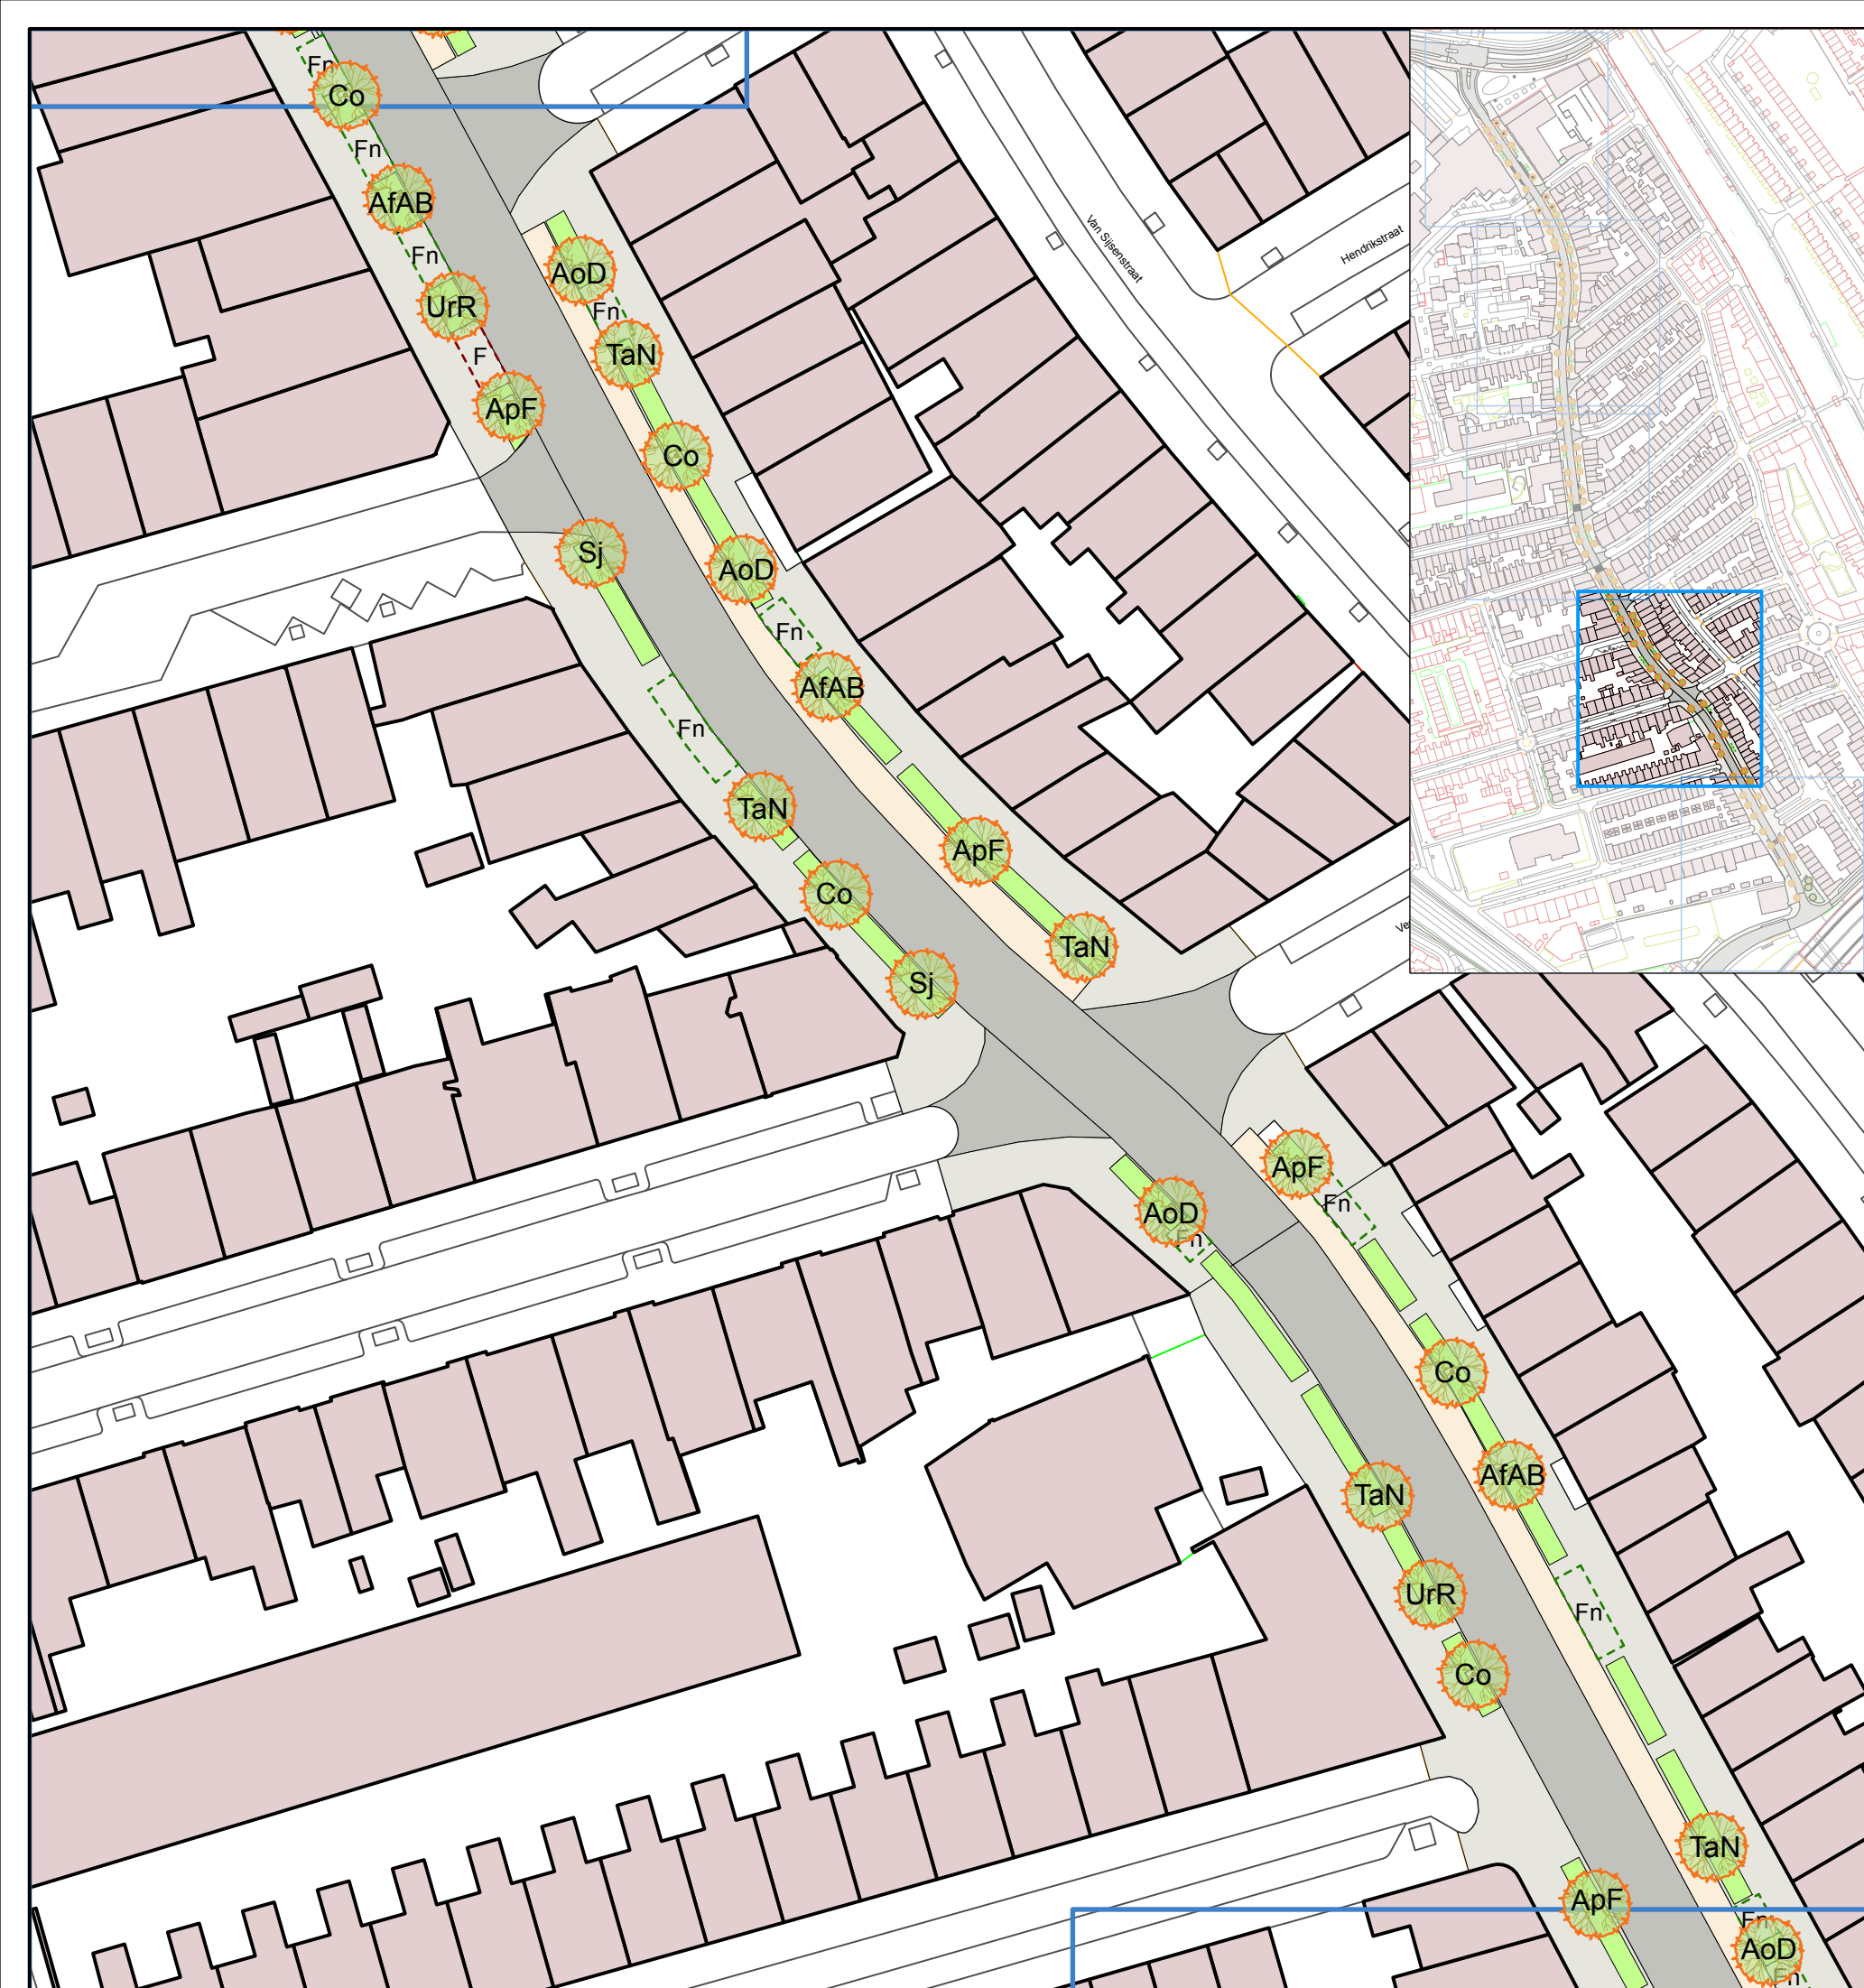 Fn
Co
Fn
AfAB
Fn
UrR
F
ApF
AoD
Fn
TaN
Co
AoD
Fn
AfAB
ApF
TaN
Sj
Fn
TaN
Co
Sj
Van Sijsenstraat
Hendrikstraat
Ve
ApF
Fn
AoD
Fn
Co
AfAB
Fn
TaN
UrR
Co
TaN
ApF
Fn
AoD
Fn